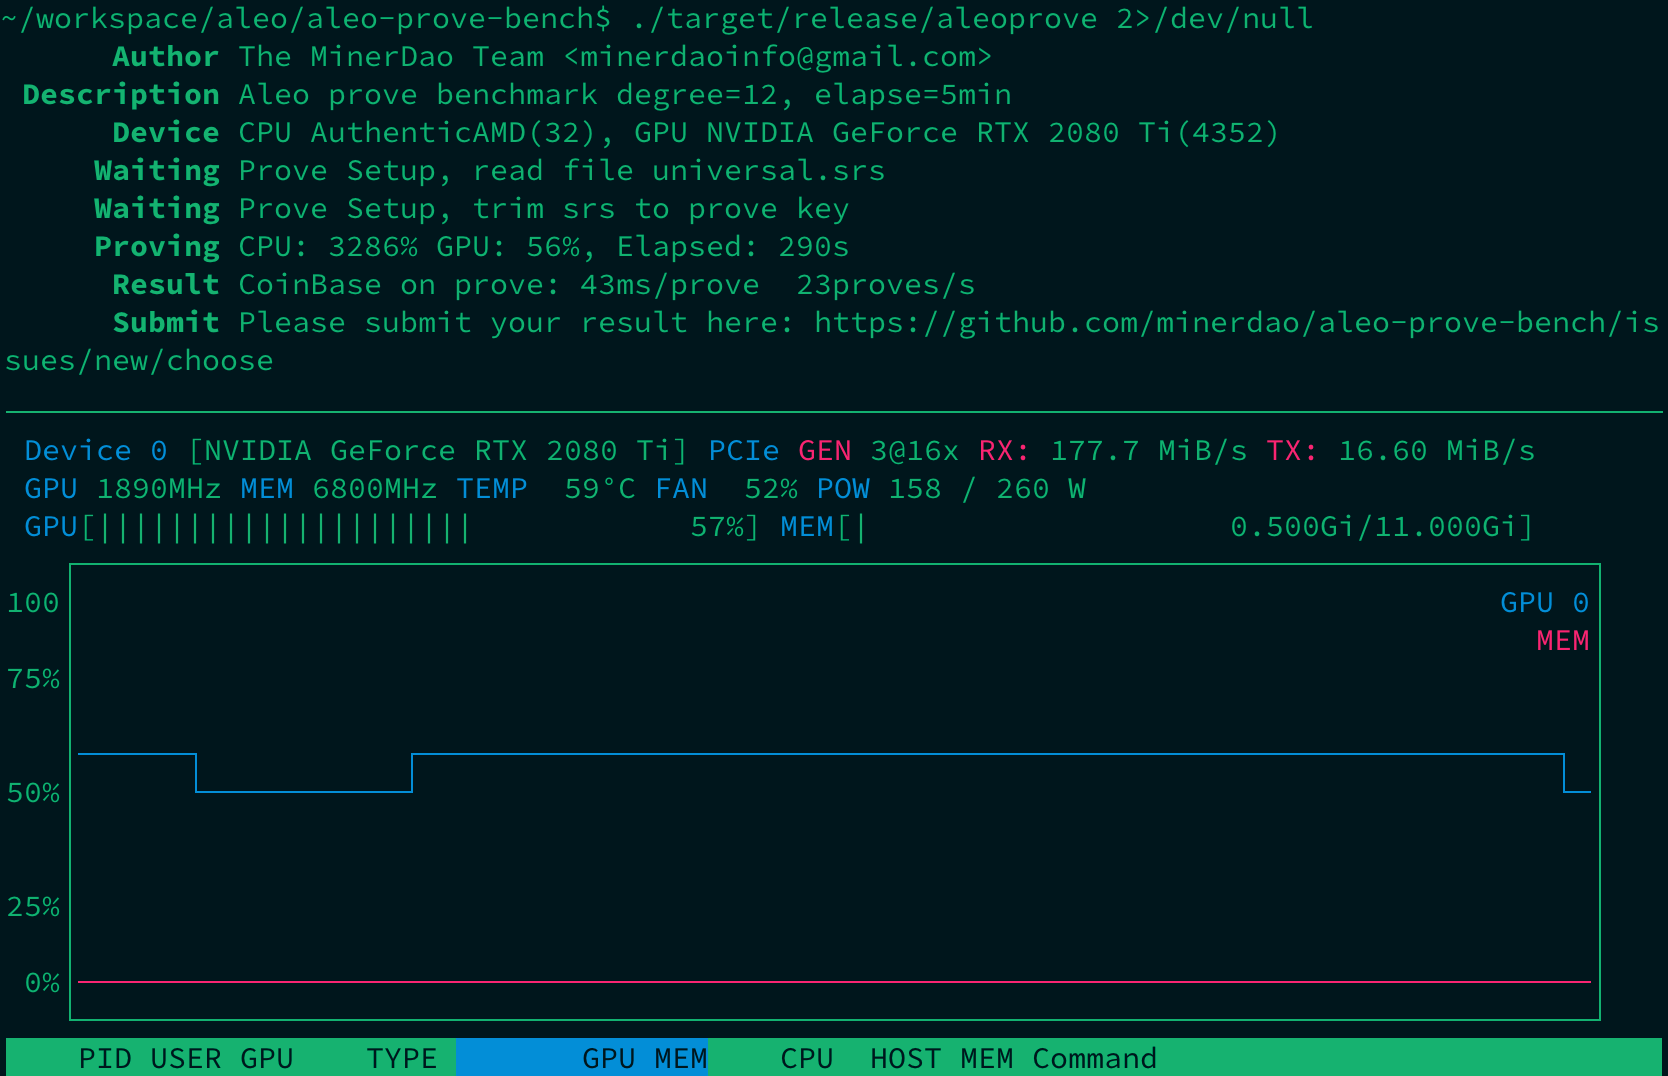 ~/workspace/aleo/aleo-prove-bench$ ./target/release/aleoprove 2>/dev/null
Author The MinerDao Team <minerdaoinfo@gmail.com>
Description Aleo prove benchmark degree=12, elapse=5min
Device CPU AuthenticAMD(32), GPU NVIDIA GeForce RTX 2080 Ti(4352)
Waiting Prove Setup, read file universal.srs
Waiting Prove Setup, trim srs to prove key
Proving CPU: 3286% GPU: 56%, Elapsed: 290s
Result CoinBase on prove: 43ms/prove  23proves/s
Submit Please submit your result here: https://github.com/minerdao/aleo-prove-bench/is
sues/new/choose
Device 0 [NVIDIA GeForce RTX 2080 Ti] PCIe GEN 3@16x RX: 177.7 MiB/s TX: 16.60 MiB/s
GPU 1890MHz MEM 6800MHz TEMP  59°C FAN  52% POW 158 / 260 W
GPU[|||||||||||||||||||||            57%] MEM[|                    0.500Gi/11.000Gi]
100 GPU 0
MEM
75%
50%
25%
0%
PID USER GPU    TYPE        GPU MEM    CPU  HOST MEM Command